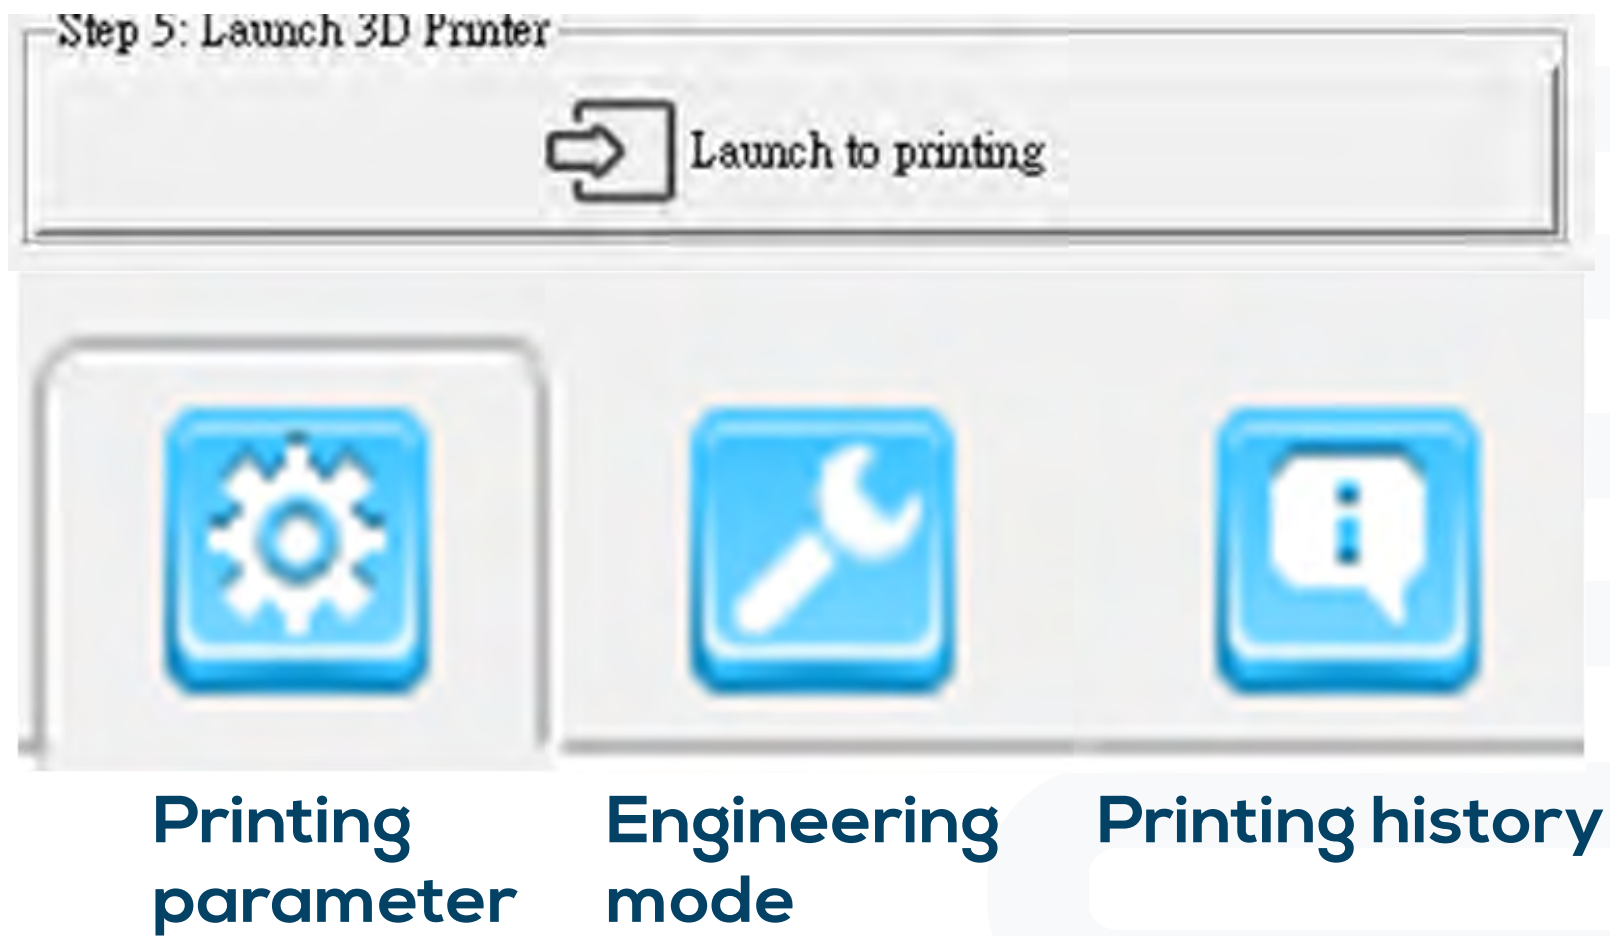 Step 5: Launch 3D Printer
Launch to printing
Printing parameter
Engineering mode
Printing history